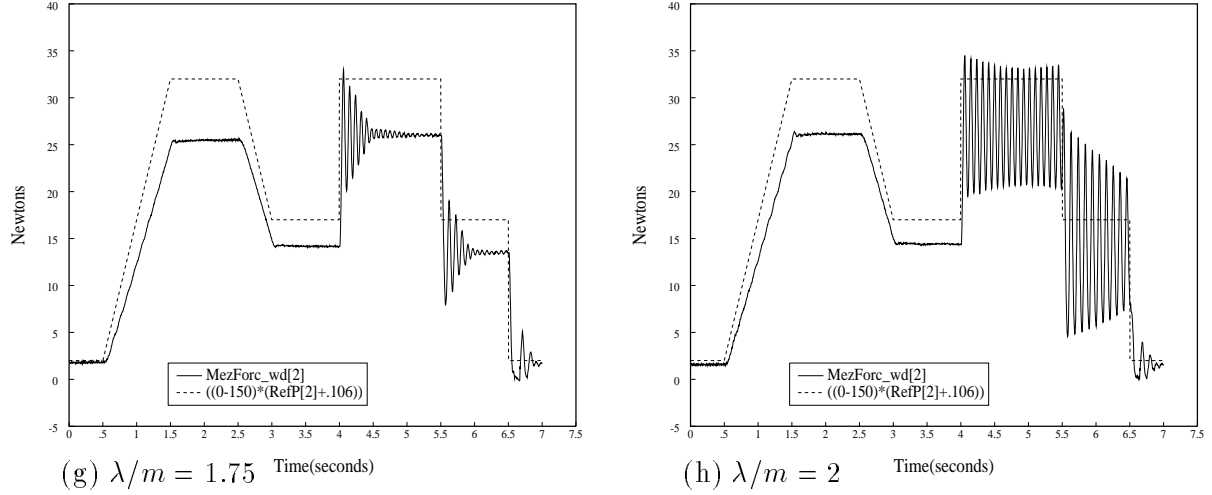 40
35
30
25
20
15
10
5
0
-5
Newtons
MezForc_wd[2]
((0-150)*(RefP[2]+.106))
0 .5 1 1.5 2 2.5 3 3.5 4 4.5 5 5.5 6 6.5 7 7.5
Time(seconds)
(g) λ/m = 1.75
40
35
30
25
20
15
10
5
0
-5
Newtons
MezForc_wd[2]
((0-150)*(RefP[2]+.106))
0 .5 1 1.5 2 2.5 3 3.5 4 4.5 5 5.5 6 6.5 7 7.5
Time(seconds)
(h) λ/m = 2